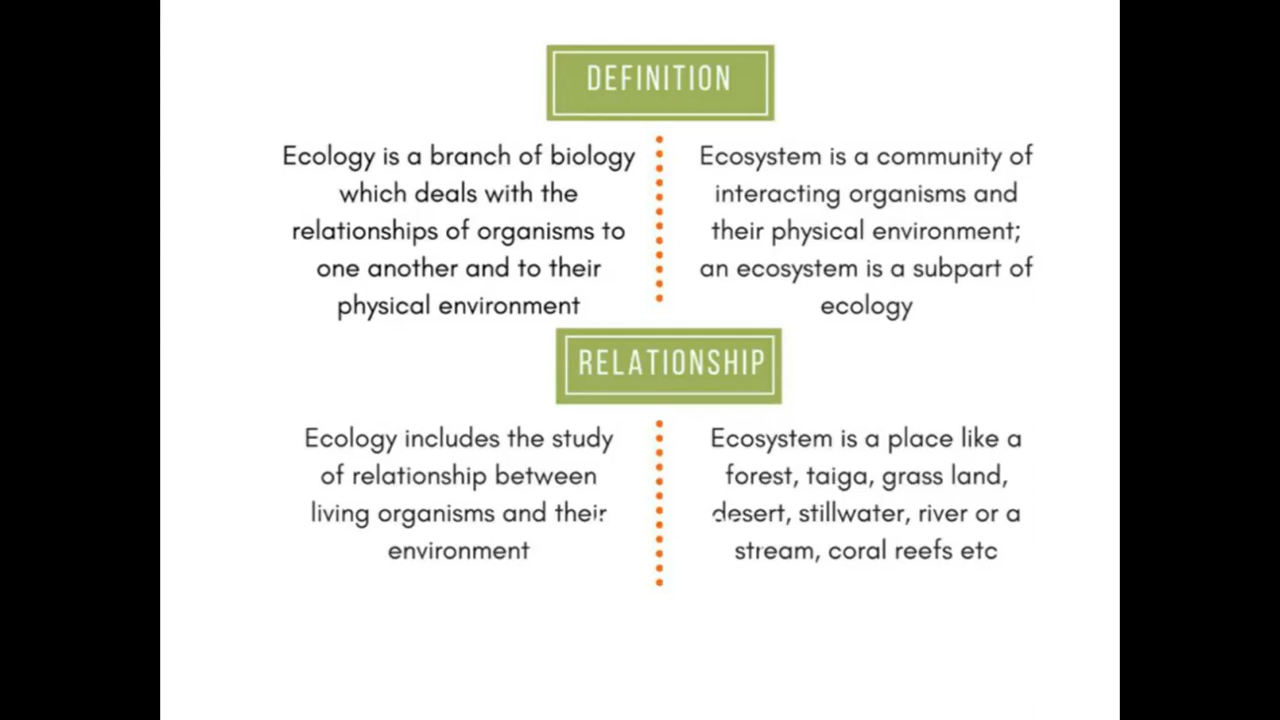 DEFINITION
Ecology is a branch of biology
which deals with the
relationships of organisms to
one another and to their
physical environment
Ecosystem is a community of
interacting organisms and
their physical environment;
an ecosystem is a subpart of
ecology
RELATIONSHIP
Ecology includes the study
of relationship between
living organisms and their
environment
Ecosystem is a place like a
forest, taiga, grass land,
desert, stillwater, river or a
stream, coral reefs etc